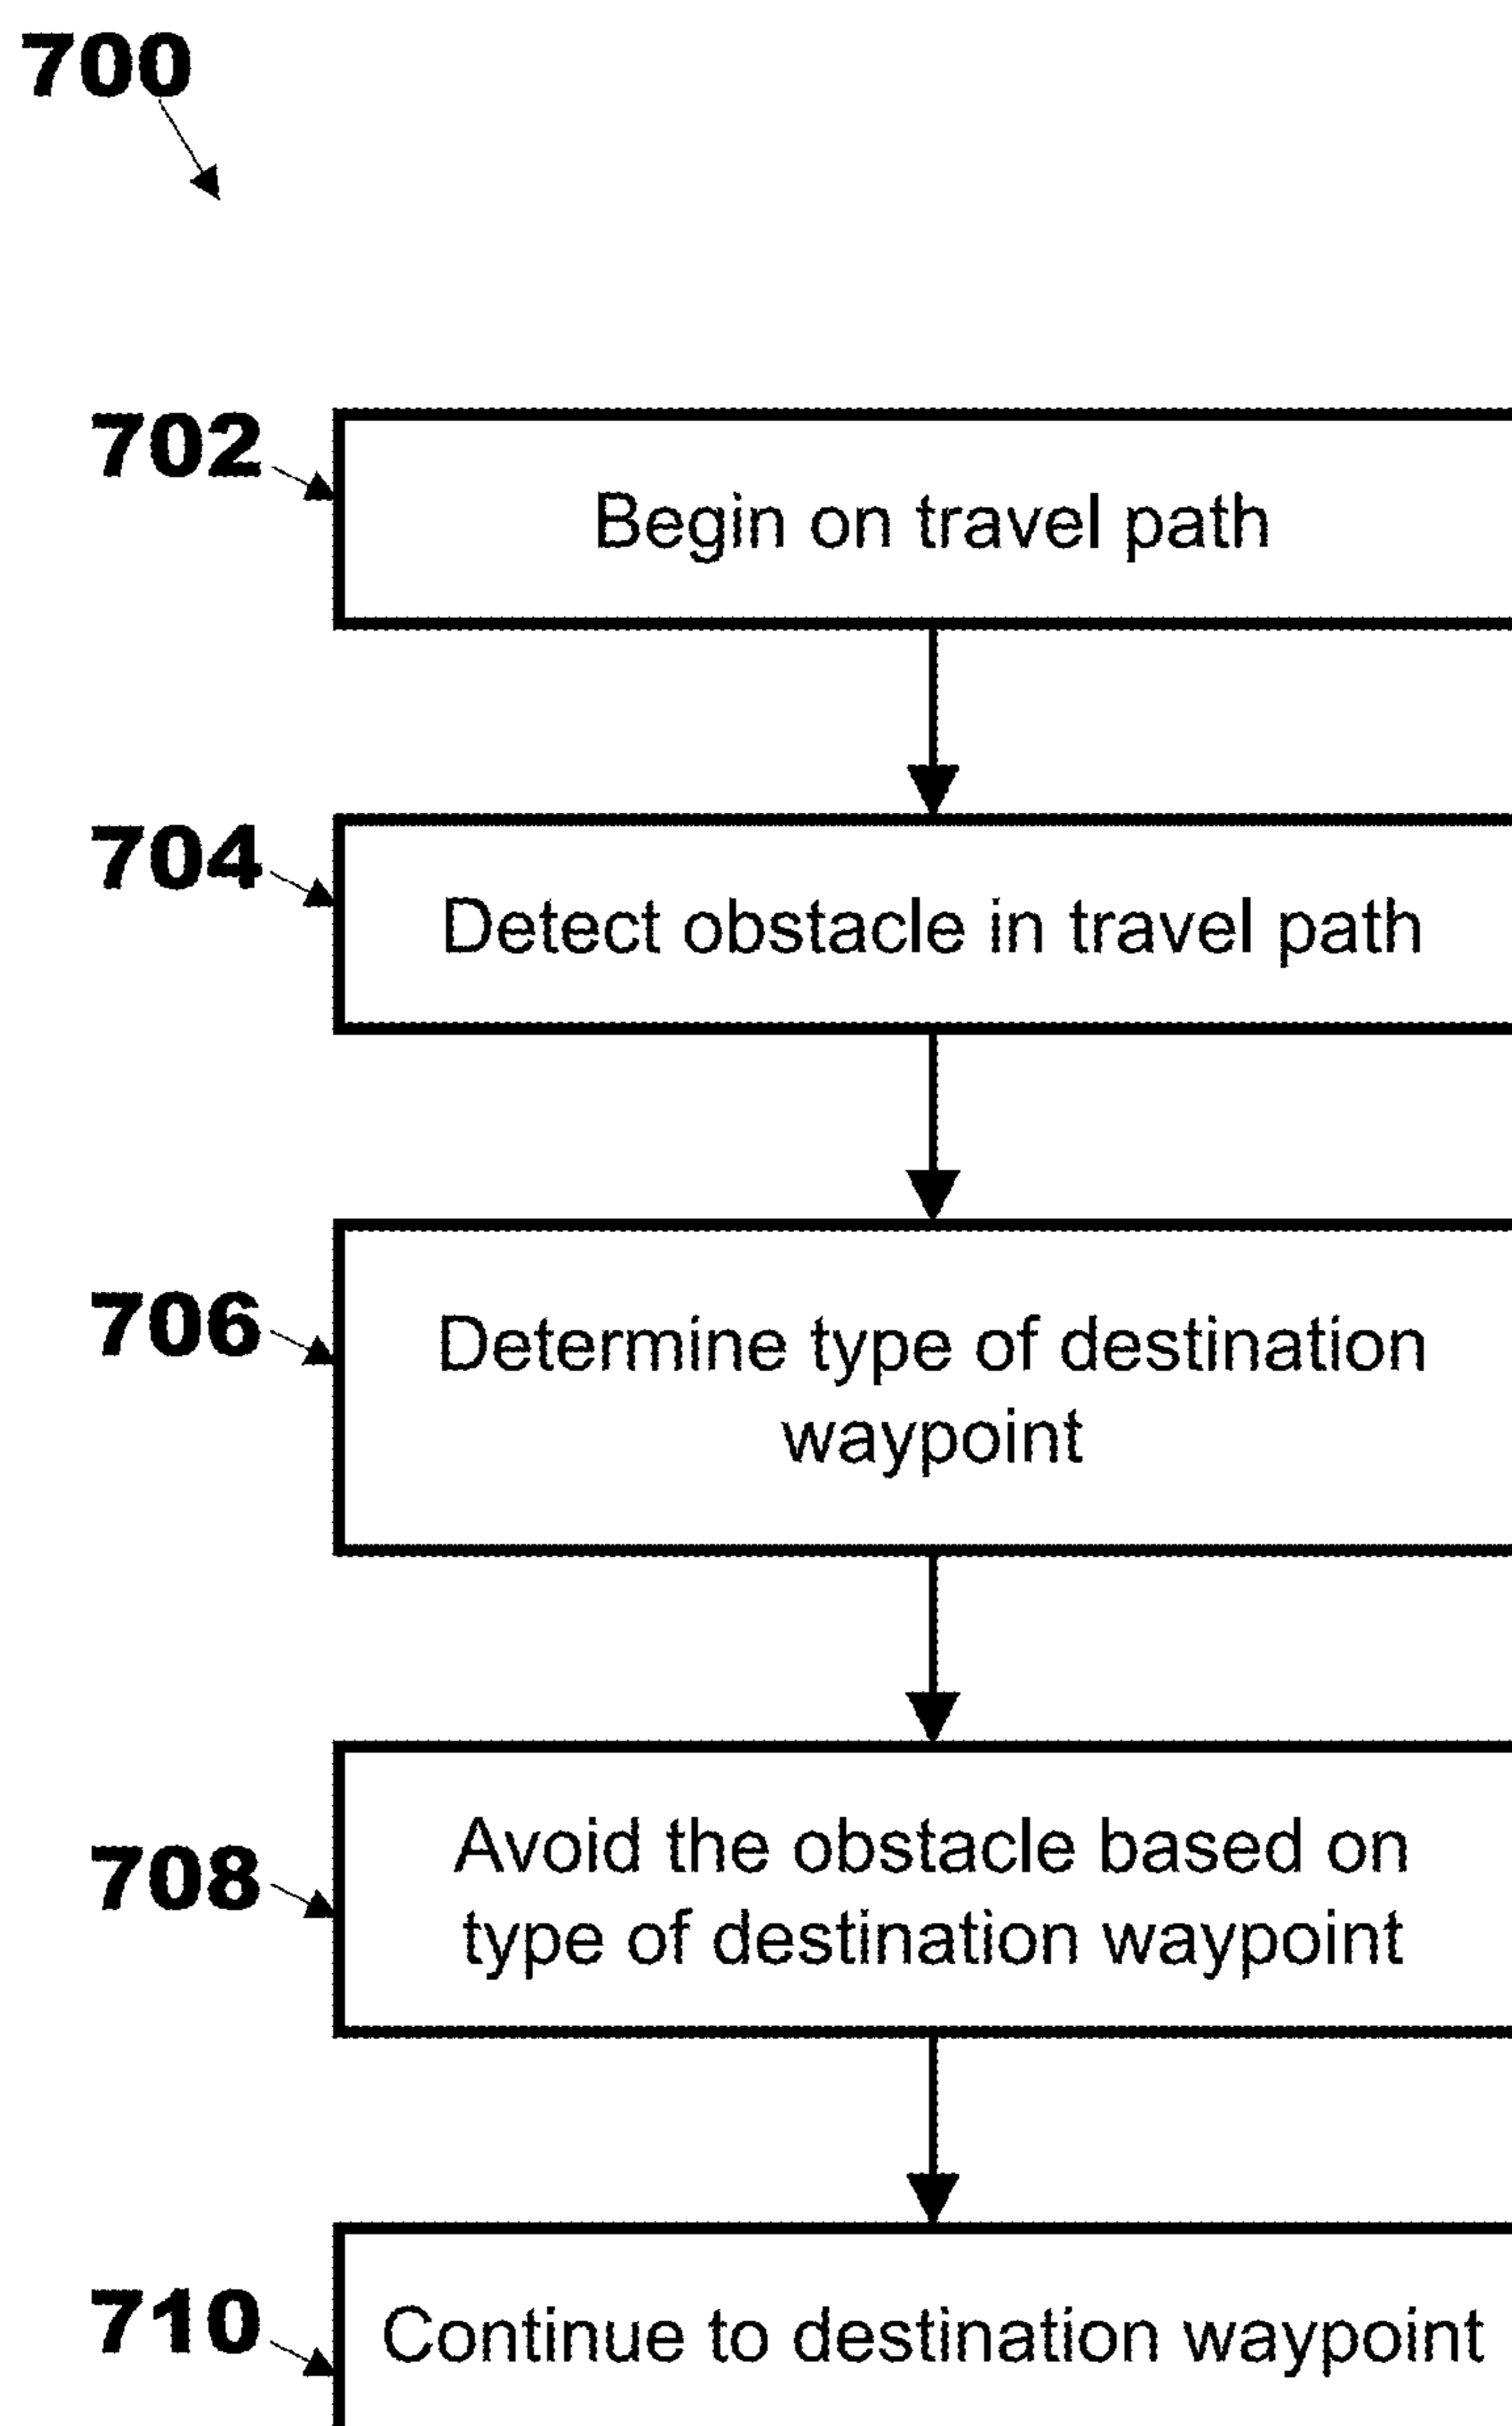 700
702
Begin on travel path
704
Detect obstacle in travel path
706
Determine type of destination
waypoint
708
Avoid the obstacle based on
type of destination waypoint
710
Continue to destination waypoint